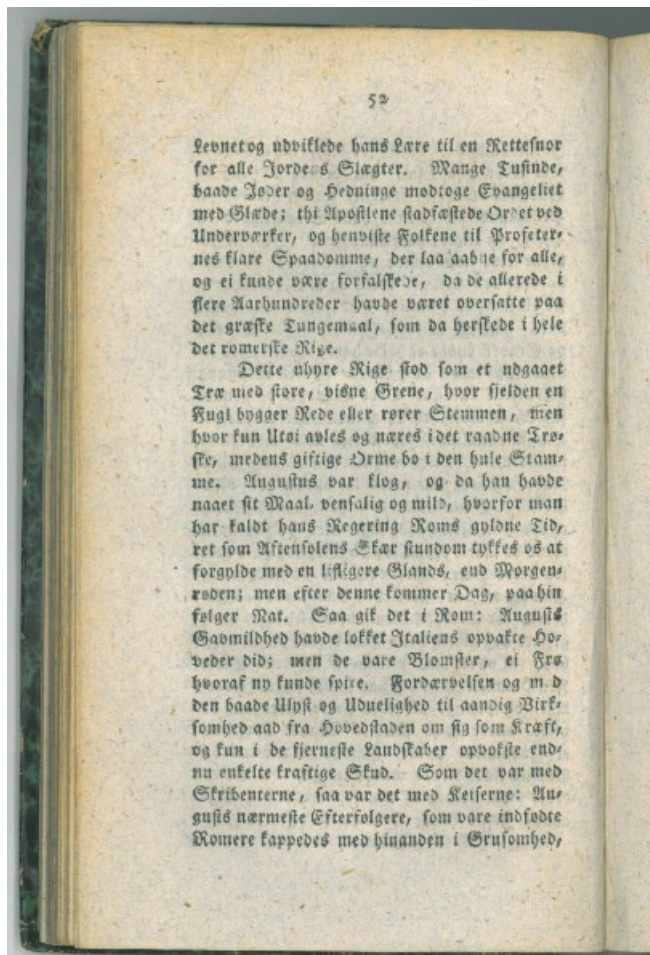 52
Levnet og udviklede hans Lære til en Rettesnor
for alle Jordens Slægter. Mange Tusinde,
baade Jøder og Hedninge modtoge Evangeliet
med Glæde; thi Apostlene stadfæstede Ordet ved
Underværker, og henviste Folkene til Profeter-
nes klare Spaadomme, der laa aabne for alle,
og ei kunde være forfalskede, da de allerede i
flere Aarhundreder havde været oversatte paa
det græske Tungemaal, som da herskede i hele
det romerske Rige.
Dette uhyre Rige stod som et udgaaet
Træ med store, visne Grene, hvor sielden en
Fugl bygger Rede eller rører Stemmen, men
hvor kun Utøi avles og næres i det raadne Trø-
ske, medens giftige Orme bo i den hule Stam-
me. Augustus var klog, og da han havde
naaet sit Maal, vensalig og mild, hvorfor man
har kaldt hans Regering Roms gyldne Tid,
ret som Aftensolens Skær stundom tykkes os at
forgylde med en lifligere Glands, end Morgen-
røden; men efter denne kommer Dag, paa hin
følger Nat. Saa gik det i Rom: Augusts
Gavmildhed havde lokket Italiens opvakte Ho-
veder did; men de vare Blomster, ei Frø
hvoraf ny kunde spire. Fordærvelsen og med
den baade Ulyst og Uduelighed til aandig Virk-
somhed aad fra Hovedstaden om sig som Kræft,
og kun i de fjerneste Landskaber opvokste end-
nu enkelte kraftige Skud. Som det var med
Skribenterne, saa var det med Keiserne: Au-
gusts nærmeste Efterfølgere, som vare indfødte
Romere kappedes med hinanden i Grusomhed,